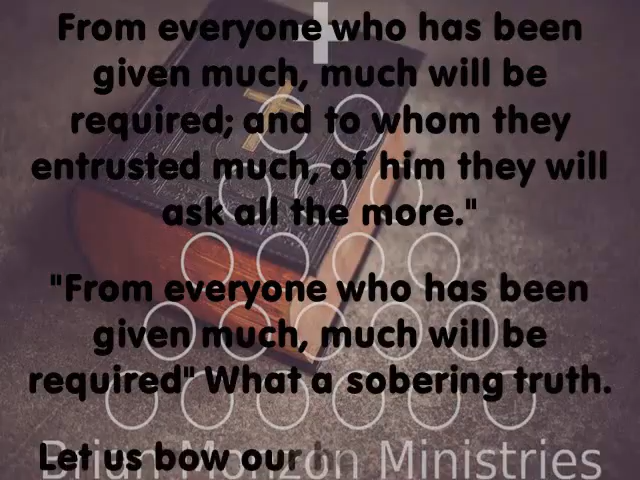 From everyone who has been
given much, much will be
required; and to whom they
entrusted much, of him they will
ask all the more."
"From everyone who has been
given much, much will be
required" What a sobering truth.
Let us bow our
Brian Monzon Ministries